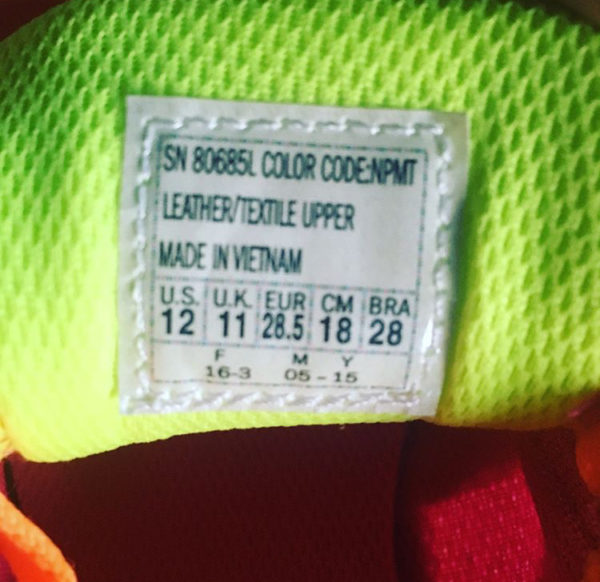 SN 80685L COLOR CODE:NPMT
LEATHER/TEXTILE UPPER
MADE IN VIETNAM
U.S. U.K. EUR CM BRA
12 11 28.5 18 28
F M Y
16-3 05-15